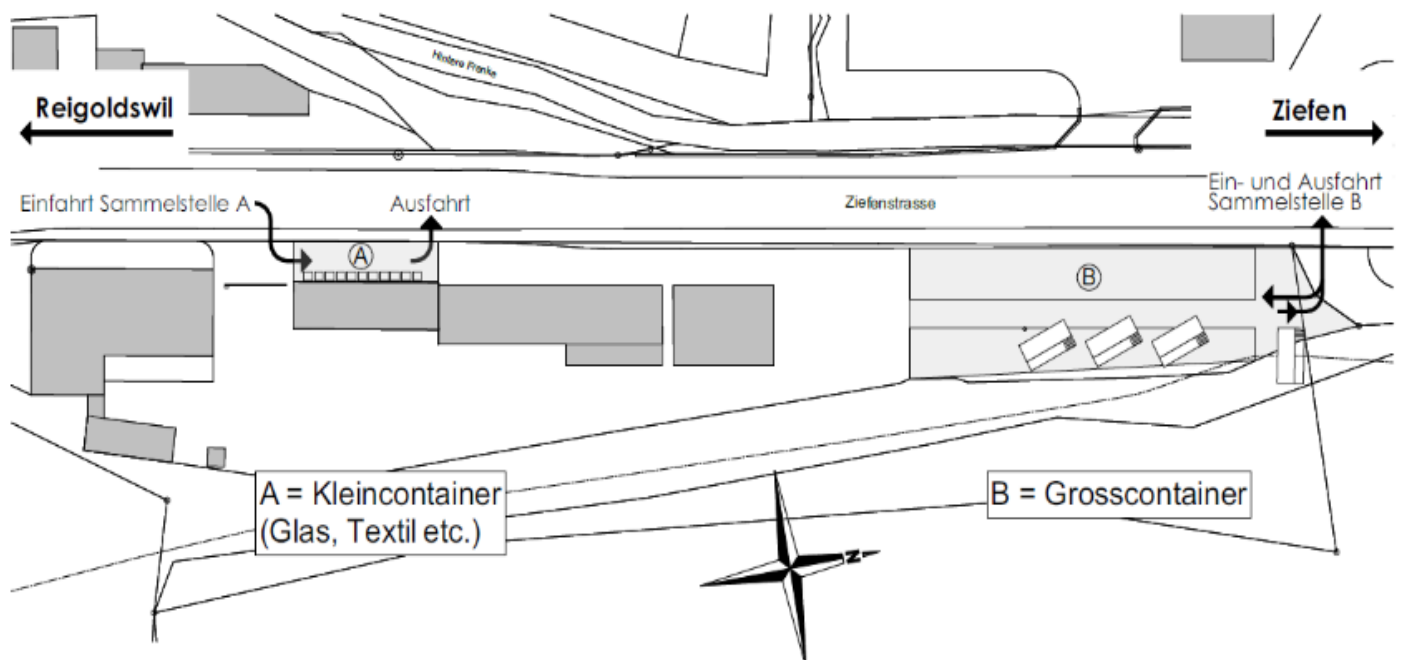 Hintere Frenke
Reigoldswil
Ziefen
Einfahrt Sammelstelle A
Ausfahrt
Ziefenstrasse
Ein- und Ausfahrt
Sammelstelle B
A
B
A = Kleincontainer
(Glas, Textil etc.)
B = Grosscontainer
N